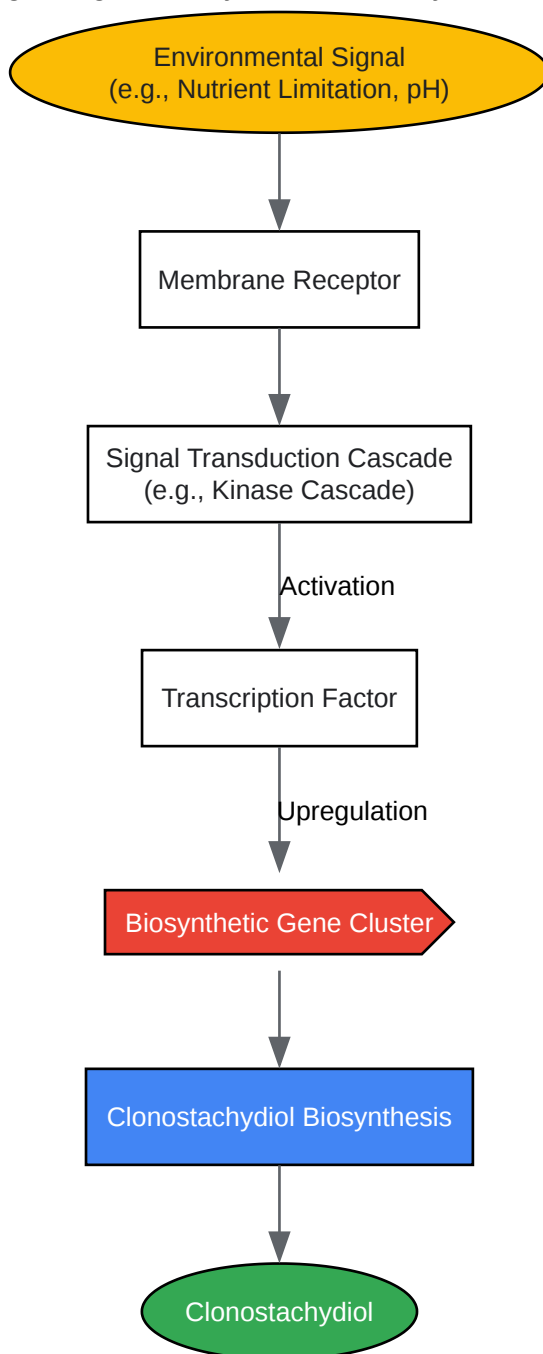 Environmental Signal
(e.g., Nutrient Limitation, pH)
Membrane Receptor
Signal Transduction Cascade
(e.g., Kinase Cascade)
Activation
Transcription Factor
Upregulation
Biosynthetic Gene Cluster
Clonostachydiol Biosynthesis
Clonostachydiol